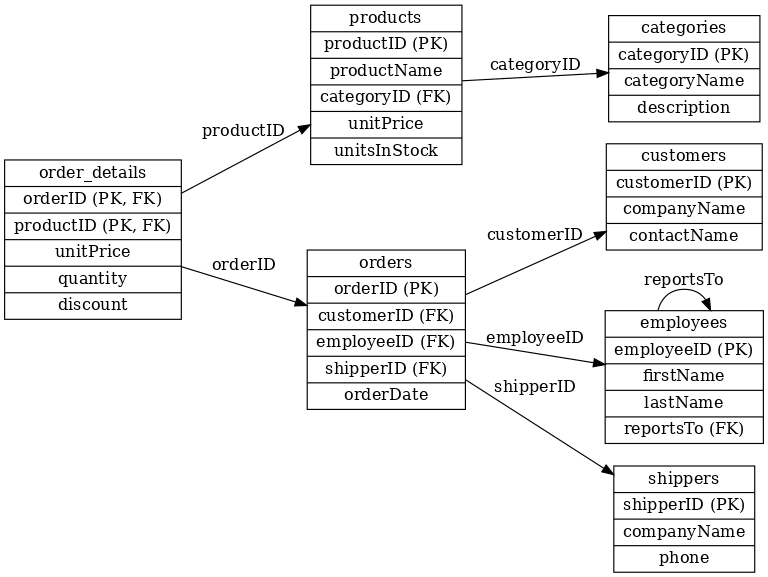 order_details
orderID (PK, FK)
productID (PK, FK)
unitPrice
quantity
discount
productID
orderID
products
productID (PK)
productName
categoryID (FK)
unitPrice
unitsInStock
orders
orderID (PK)
customerID (FK)
employeeID (FK)
shipperID (FK)
orderDate
categoryID
customerID
employeeID
shipperID
categories
categoryID (PK)
categoryName
description
customers
customerID (PK)
companyName
contactName
reportsTo
employees
employeeID (PK)
firstName
lastName
reportsTo (FK)
shippers
shipperID (PK)
companyName
phone